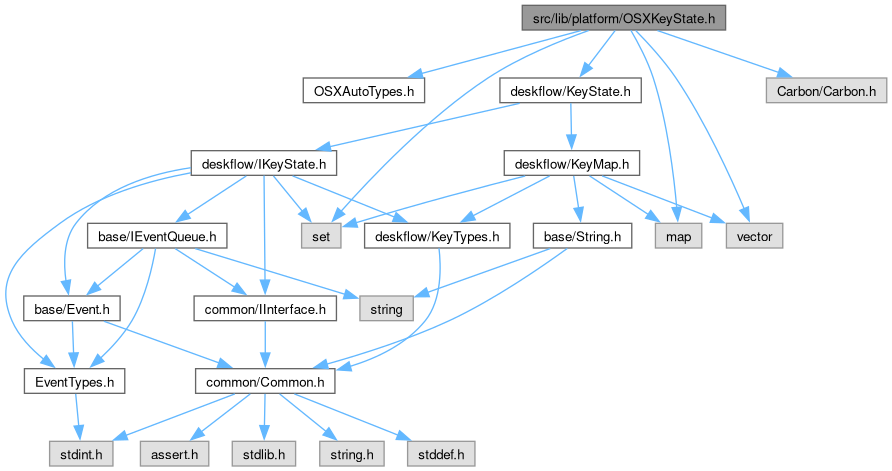 src/lib/platform/OSXKeyState.h
OSXAutoTypes.h
deskflow/KeyState.h
Carbon/Carbon.h
deskflow/IKeyState.h
deskflow/KeyMap.h
base/IEventQueue.h
set
deskflow/KeyTypes.h
base/String.h
map
vector
base/Event.h
common/IInterface.h
string
EventTypes.h
common/Common.h
stdint.h
assert.h
stdlib.h
string.h
stddef.h